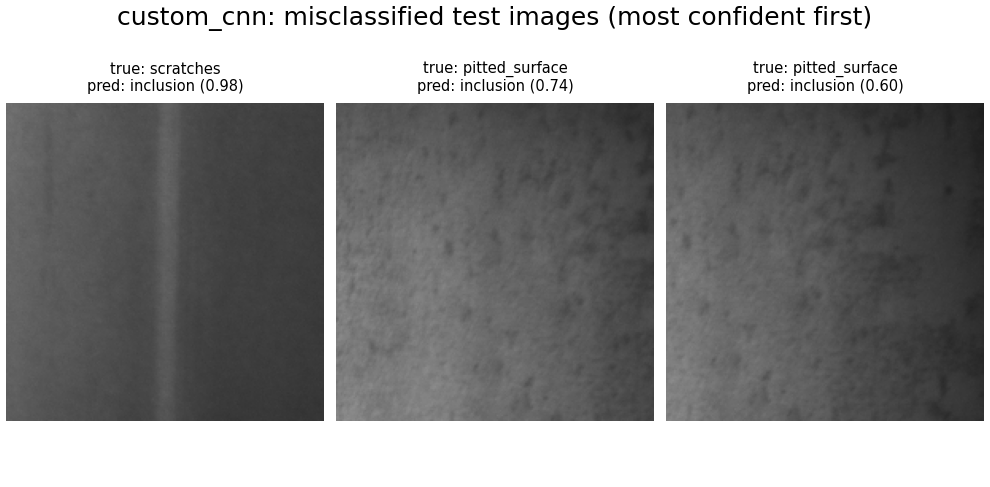 custom_cnn: misclassified test images (most confident first)
true: scratches
pred: inclusion (0.98)
true: pitted_surface
pred: inclusion (0.74)
true: pitted_surface
pred: inclusion (0.60)